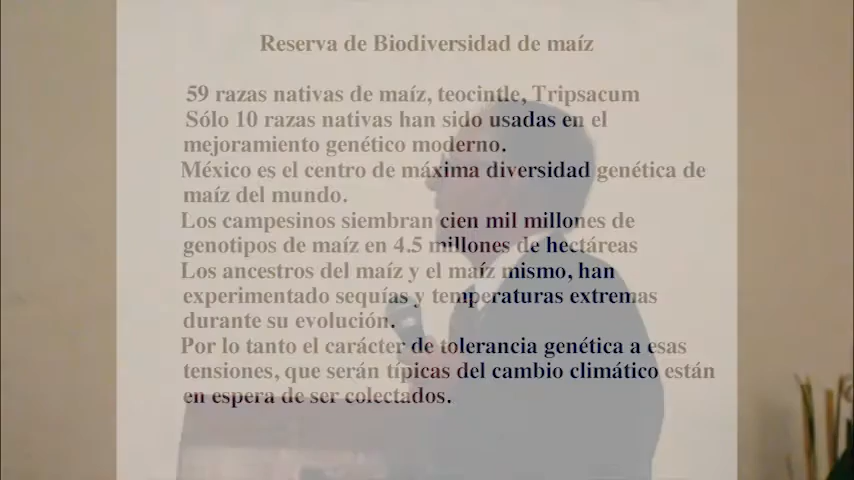 Reserva de Biodiversidad de maíz
59 razas nativas de maíz, teocintle, Tripsacum
Sólo 10 razas nativas han sido usadas en el
mejoramiento genético moderno.
México es el centro de máxima diversidad genética de
maíz del mundo.
Los campesinos siembran cien mil millones de
genotipos de maíz en 4.5 millones de hectáreas
Los ancestros del maíz y el maíz mismo, han
experimentado sequías y temperaturas extremas
durante su evolución.
Por lo tanto el carácter de tolerancia genética a esas
tensiones, que serán típicas del cambio climático están
en espera de ser colectados.